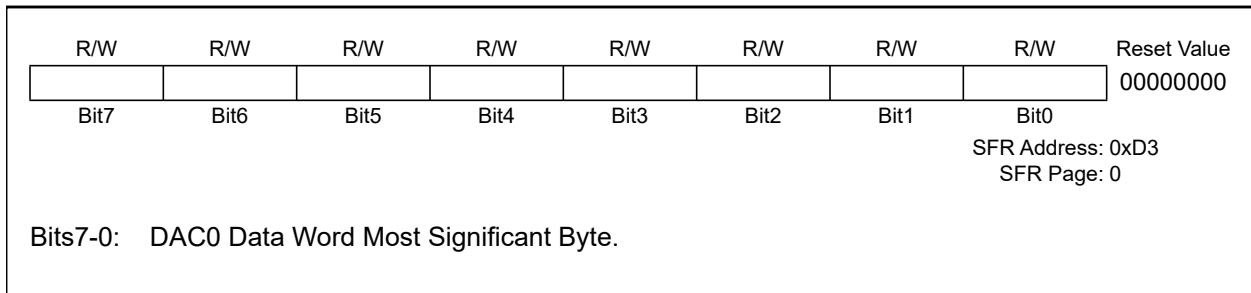 R/W R/W R/W R/W R/W R/W R/W R/W Reset Value
00000000
Bit7 Bit6 Bit5 Bit4 Bit3 Bit2 Bit1 Bit0
SFR Address: 0xD3
SFR Page: 0
Bits7-0: DAC0 Data Word Most Significant Byte.